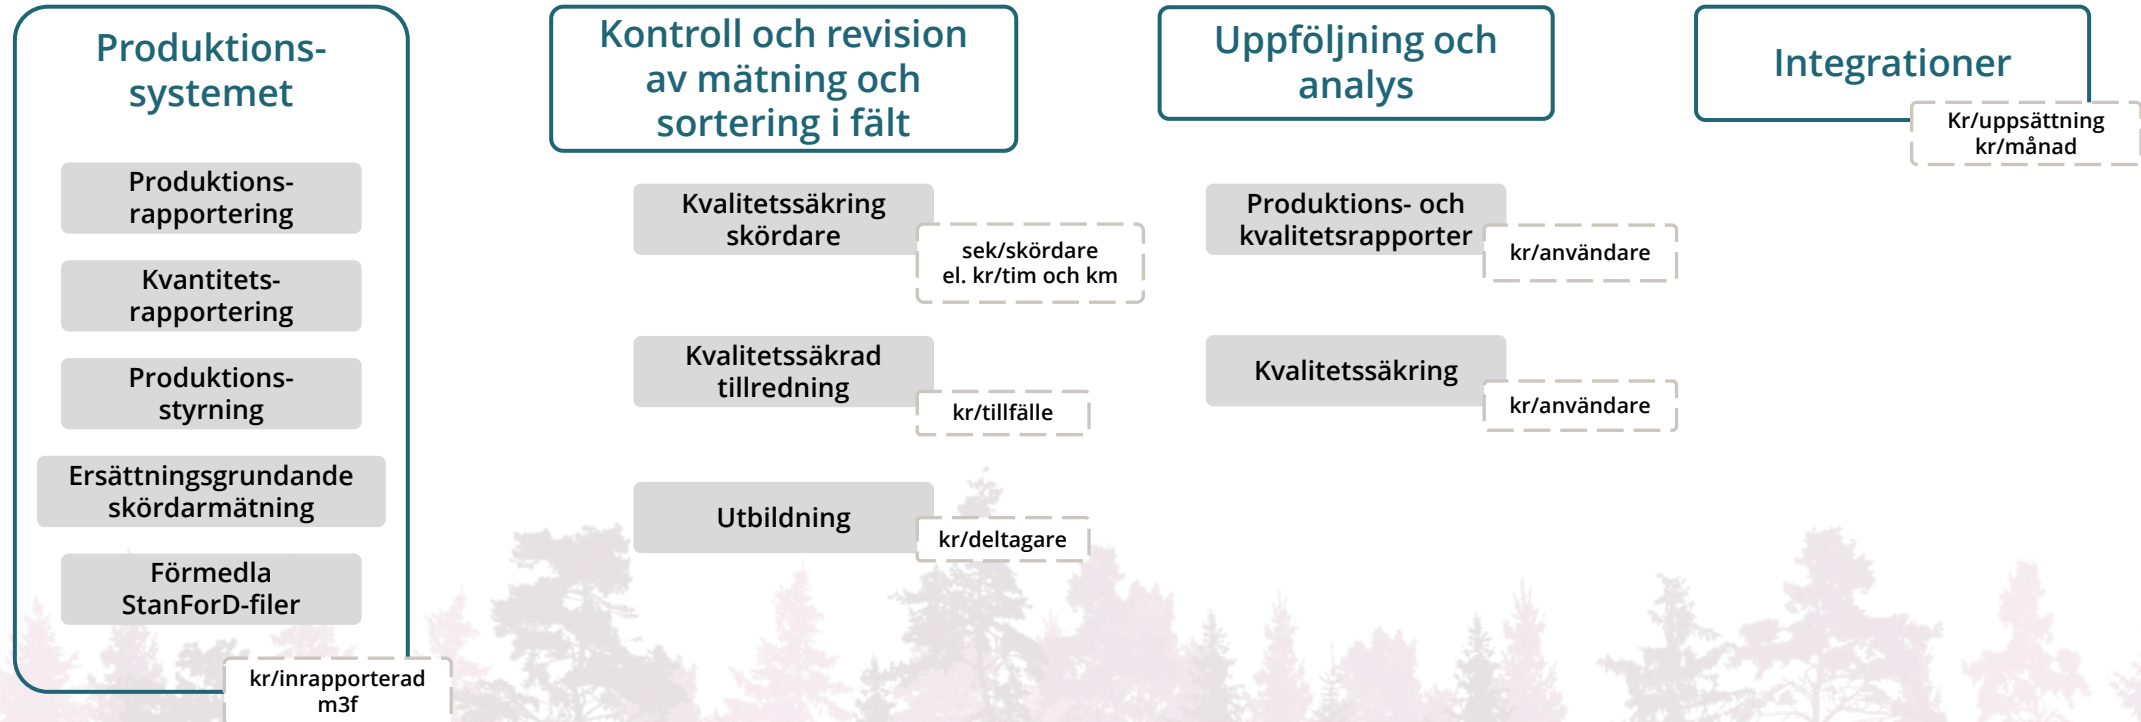 Produktions-
systemet
Produktions-
rapportering
Kvantitets-
rapportering
Produktions-
styrning
Ersättningsgrundande
skördarmätning
Förmedla
StanForD-filer
kr/inrapporterad
m3f
Kontroll och revision
av mätning och
sortering i fält
Kvalitetssäkring
skördare
sek/skördare
el. kr/tim och km
Kvalitetssäkrad
tillredning
kr/tillfälle
Utbildning
kr/deltagare
Uppföljning och
analys
Produktions- och
kvalitetsrapporter
kr/användare
Kvalitetssäkring
kr/användare
Integrationer
Kr/uppsättning
kr/månad